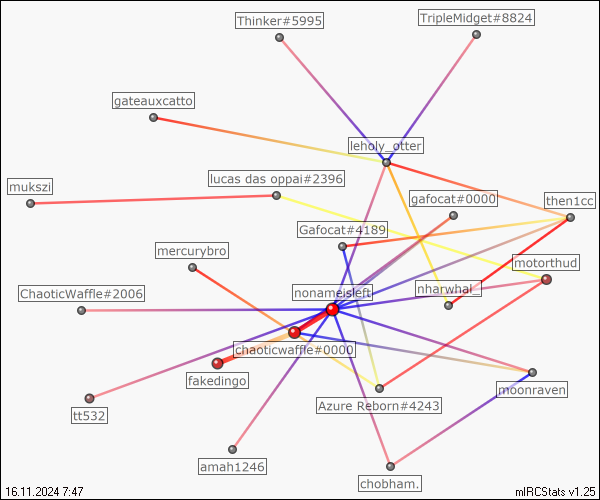 Thinker#5995
TripleMidget#8824
gateauxcatto
leholy_otter
lucas das oppai#2396
mukszi
gafocat#0000
then1cc
Gafocat#4189
mercurybro
motorthud
nonameisleft
nhar_whal_
ChaoticWaffle#2006
chaoticwaffle#0000
fakedingo
moonraven
Azure Reborn#4243
tt532
amah1246
chobham.
16.11.2024 7:47
mIRCStats v1.25